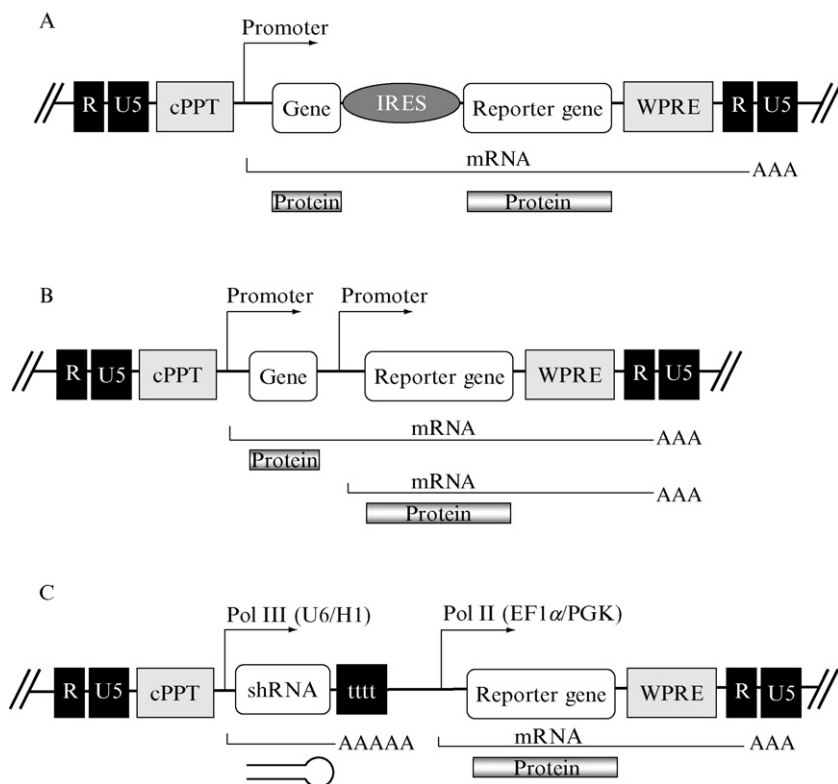 A
Promoter
R U5 cPPT Gene IRES Reporter gene WPRE R U5
mRNA
AAA
Protein Protein
B
Promoter Promoter
R U5 cPPT Gene Reporter gene WPRE R U5
mRNA
AAA
Protein
mRNA
AAA
Protein
C
Pol III (U6/H1) Pol II (EF1α/PGK)
R U5 cPPT shRNA tttt Reporter gene WPRE R U5
AAAAA mRNA AAA
Protein